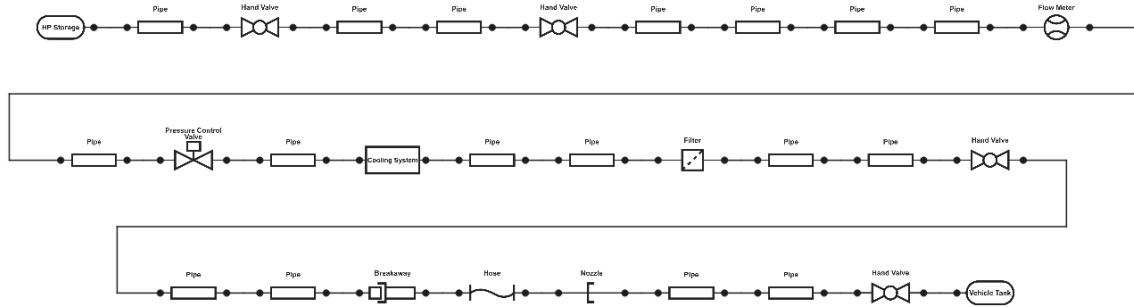 HP Storage
Pipe
Hand Valve
Pipe
Pipe
Hand Valve
Pipe
Pipe
Pipe
Pipe
Flow Meter
Pipe
Pressure Control
Valve
Pipe
Cooling System
Pipe
Pipe
Filter
Pipe
Pipe
Hand Valve
Pipe
Pipe
Breakaway
Hose
Nozzle
Pipe
Pipe
Hand Valve
Vehicle Tank